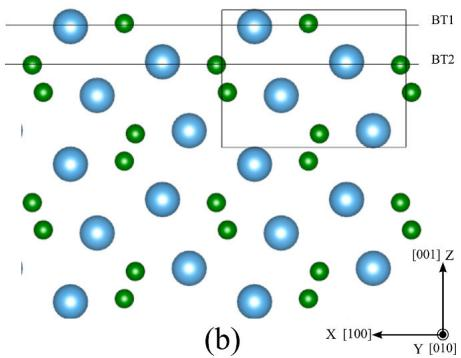 BT1
BT2
[001] Z
X [100]
Y [010]
(b)